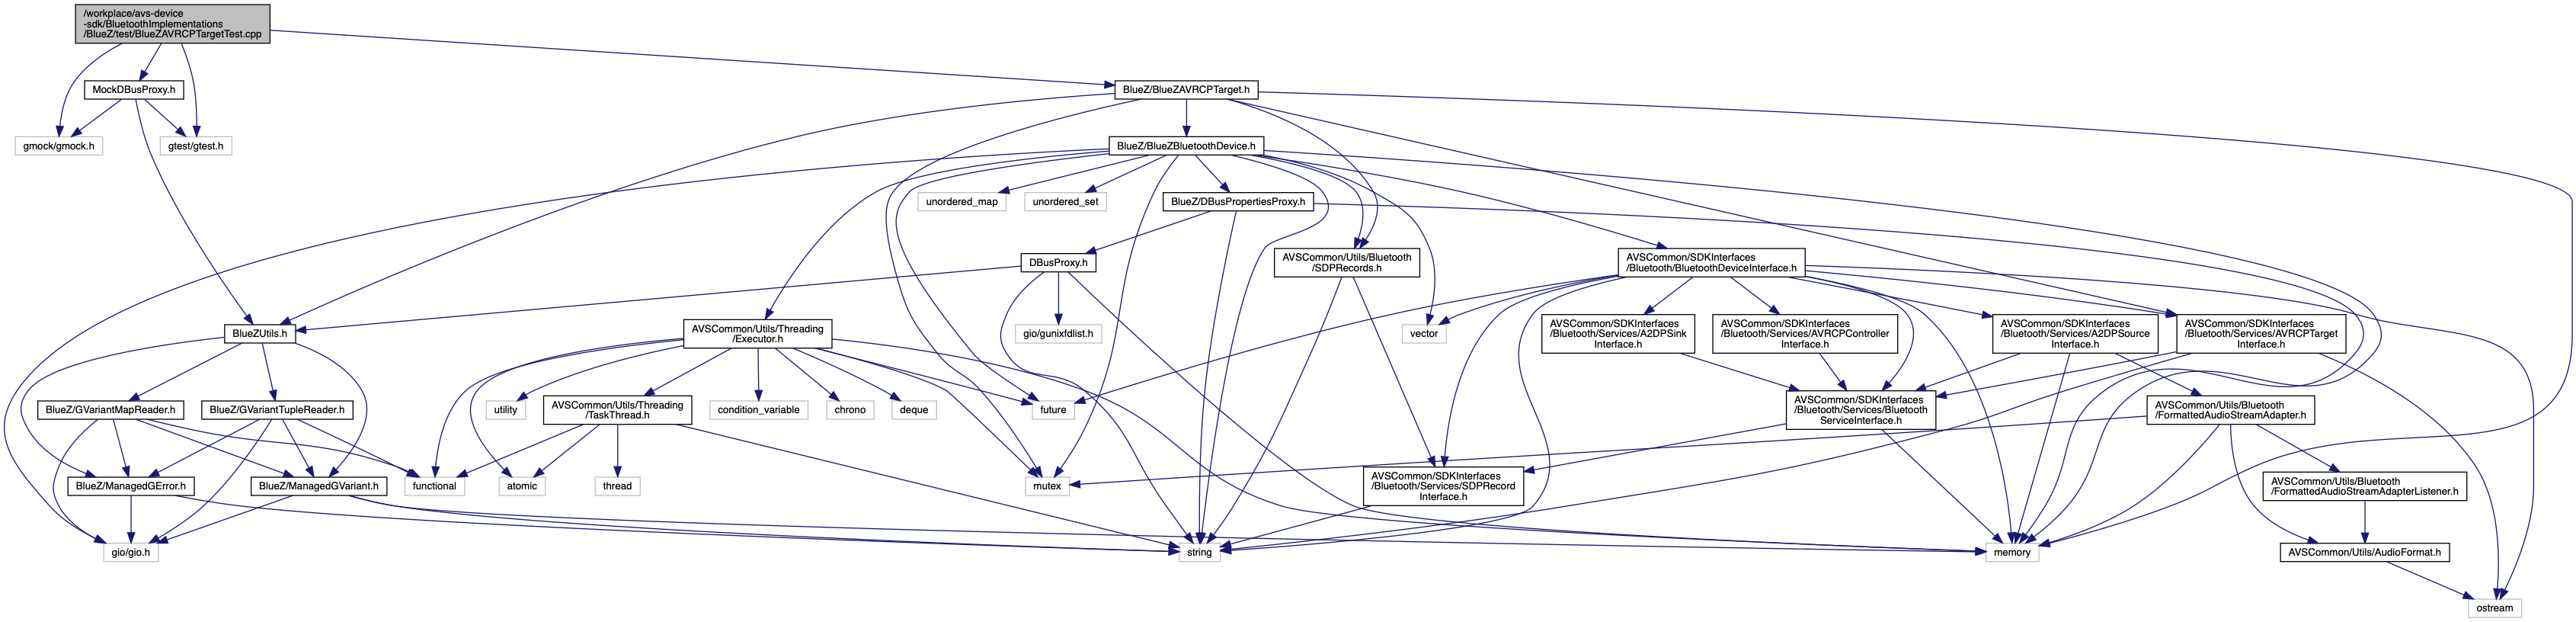 /workplace/avs-device
-sdk/BluetoothImplementations
/BlueZ/test/BlueZAVRCPTargetTest.cpp
MockDBusProxy.h
BlueZ/BlueZAVRCPTarget.h
gmock/gmock.h
gtest/gtest.h
BlueZ/BlueZBluetoothDevice.h
unordered_map
unordered_set
BlueZ/DBusPropertiesProxy.h
DBusProxy.h
AVSCommon/Utils/Bluetooth
/SDPRecords.h
AVSCommon/SDKInterfaces
/Bluetooth/BluetoothDeviceInterface.h
BlueZUtils.h
AVSCommon/Utils/Threading
/Executor.h
gio/gunixfdlist.h
vector
AVSCommon/SDKInterfaces
/Bluetooth/Services/A2DPSink
Interface.h
AVSCommon/SDKInterfaces
/Bluetooth/Services/AVRCPController
Interface.h
AVSCommon/SDKInterfaces
/Bluetooth/Services/A2DPSource
Interface.h
AVSCommon/SDKInterfaces
/Bluetooth/Services/AVRCPTarget
Interface.h
BlueZ/GVariantMapReader.h
BlueZ/GVariantTupleReader.h
utility
AVSCommon/Utils/Threading
/TaskThread.h
condition_variable
chrono
deque
future
AVSCommon/SDKInterfaces
/Bluetooth/Services/Bluetooth
ServiceInterface.h
AVSCommon/Utils/Bluetooth
/FormattedAudioStreamAdapter.h
BlueZ/ManagedGError.h
BlueZ/ManagedGVariant.h
functional
atomic
thread
mutex
AVSCommon/SDKInterfaces
/Bluetooth/Services/SDPRecord
Interface.h
AVSCommon/Utils/Bluetooth
/FormattedAudioStreamAdapterListener.h
gio/gio.h
string
memory
AVSCommon/Utils/AudioFormat.h
ostream